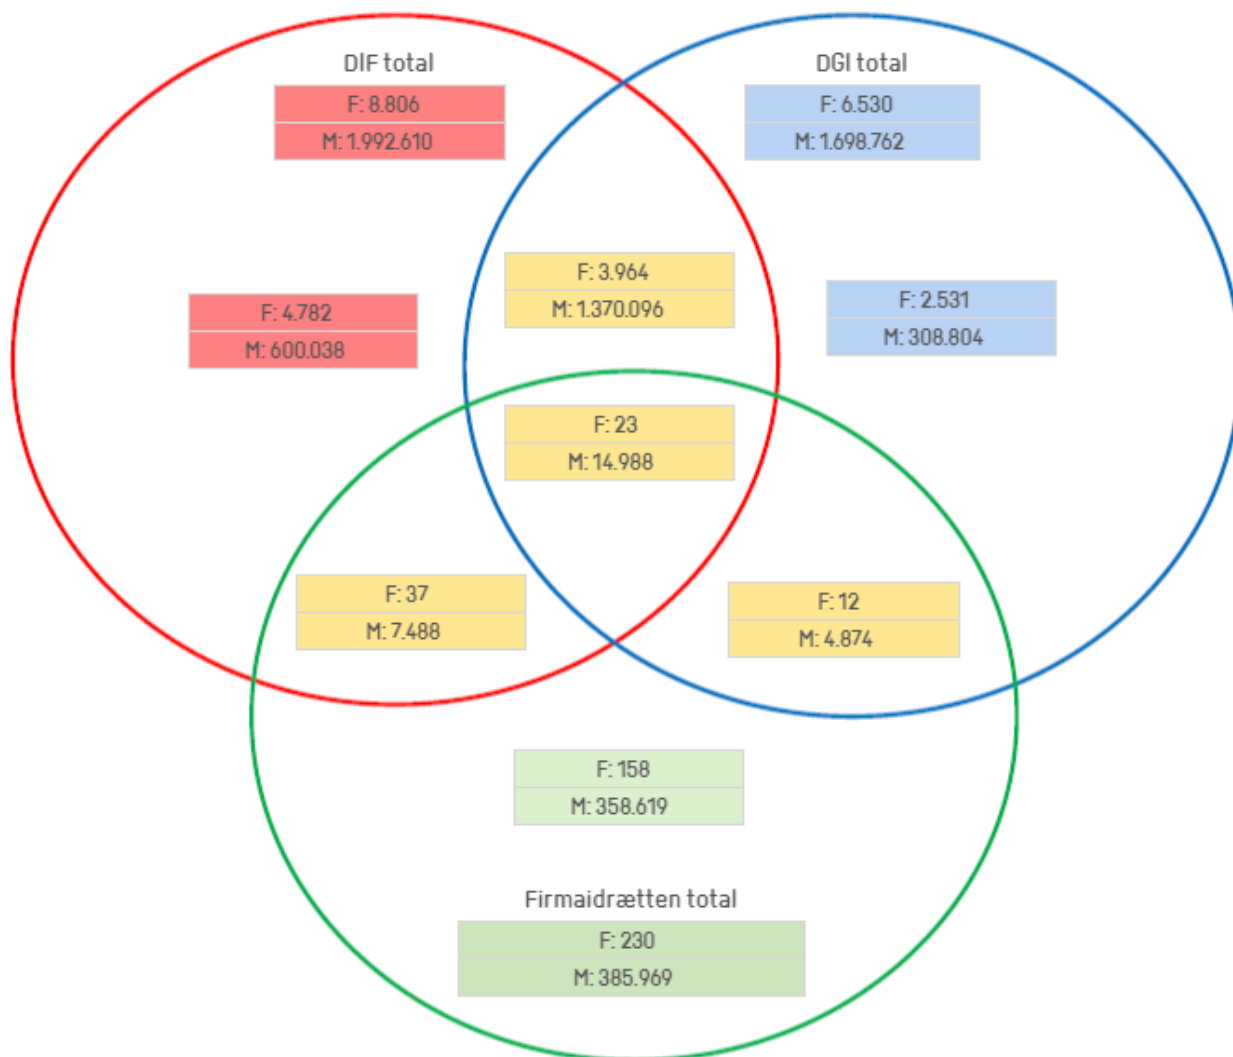 DIF total
F: 8.806
M: 1.992.610
DGI total
F: 6.530
M: 1.698.762
F: 3.964
M: 1.370.096
F: 4.782
M: 600.038
F: 2.531
M: 308.804
F: 23
M: 14.988
F: 37
M: 7.488
F: 12
M: 4.874
F: 158
M: 358.619
Firmaidrætten total
F: 230
M: 385.969